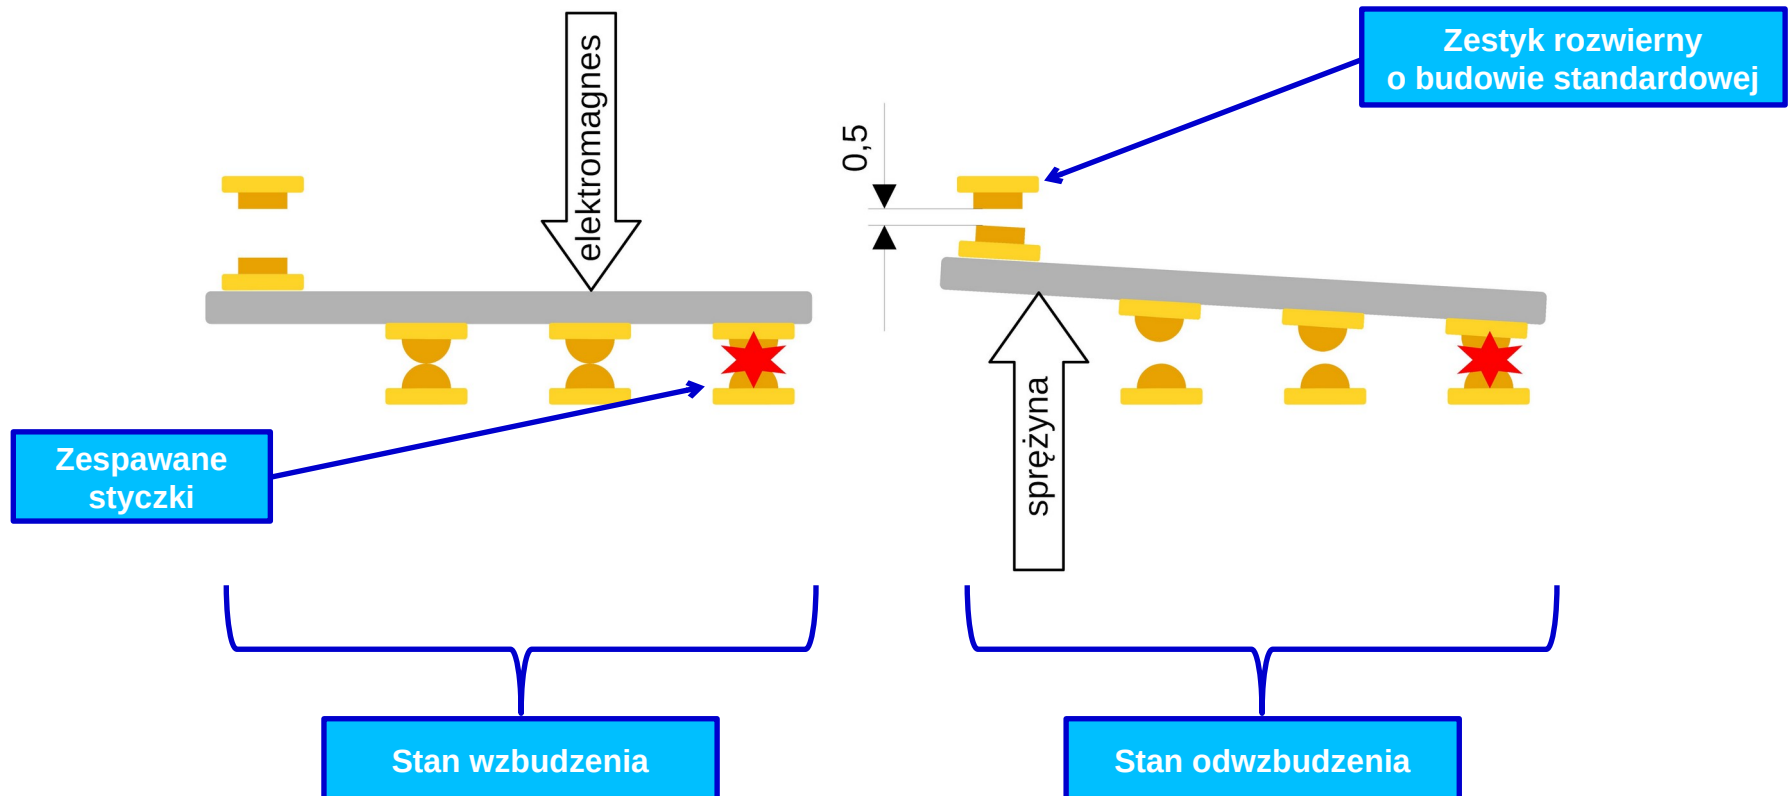 elektromagnes
0,5
Zestyk rozwierny
o budowie standardowej
Zespawane
styczki
sprężyna
Stan wzbudzenia
Stan odwzbudzenia